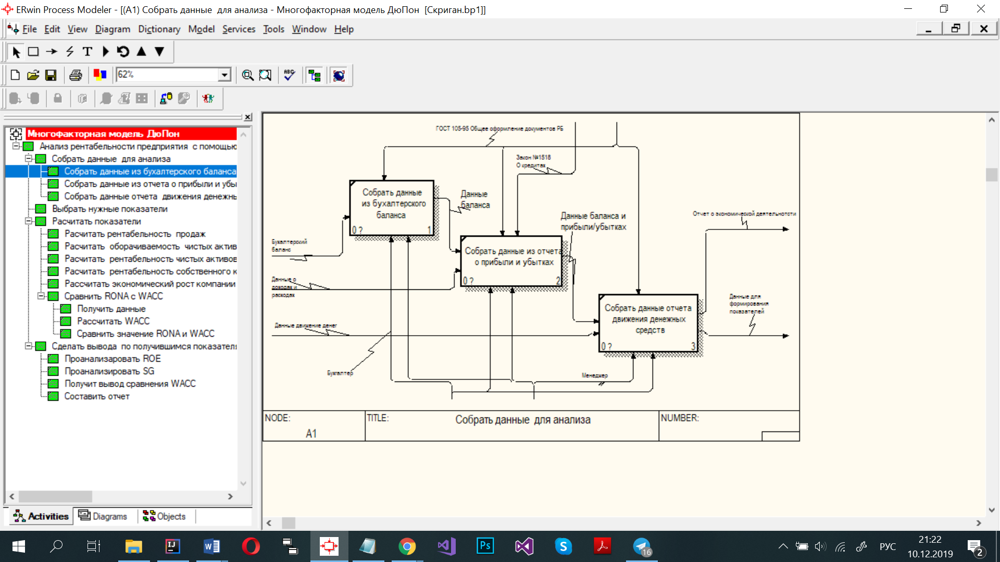 ERwin Process Modeler - [(A1) Собрать данные  для анализа - Многофакторная модель ДюПон  [Скриган.bp1]]
File Edit View Diagram Dictionary Model Services Tools Window Help
62%
ABC
Многофакторная модель ДюПон
Анализ рентабельности предприятия  с помощью
Собрать данные  для анализа
Собрать данные из бухалтерского баланса
Собрать данные из отчета о прибыли и убы
Собрать данные отчета  движения денежнь
Выбрать нужные показатели
Расчитать показатели
Расчитать рентабельность  продаж
Расчитать  оборачиваемость  чистых актив
Расчитать  рентабельность чистых активов
Расчитать  рентабельность собственного к
Рассчитать экономический рост компании
Сравнить RONA с WACC
Получить данные
Рассчитать WACC
Сравнить значение RONA и WACC
Сделать вывода  по получившимся показателя
Проанализаровать ROE
Проанализировать SG
Получит вывод сравнения WACC
Составить отчет
Activities Diagrams Objects
ГОСТ 105-95 Общее оформление документов РБ
Закон №1518
О кредитах
Собрать данные
из бухалтерского
баланса
0 ? 1
Данные
баланса
Данные баланса и
прибыли/убытках
Отчет о экономической деятельнотсти
Бухалтерский
баланс
Собрать данные из отчета
о прибыли и убытках
0 ? 2
Данные о
доходах и
расходах
Собрать данные отчета
движения денежных
средств
0 ? 3
Данные для
формирования
показателей
Данные движение денег
Бухгалтер
Менеджер
NODE: TITLE: Собрать данные  для анализа NUMBER:
A1
IJ
W
Ps
S
16
РУС
21:22
10.12.2019
2